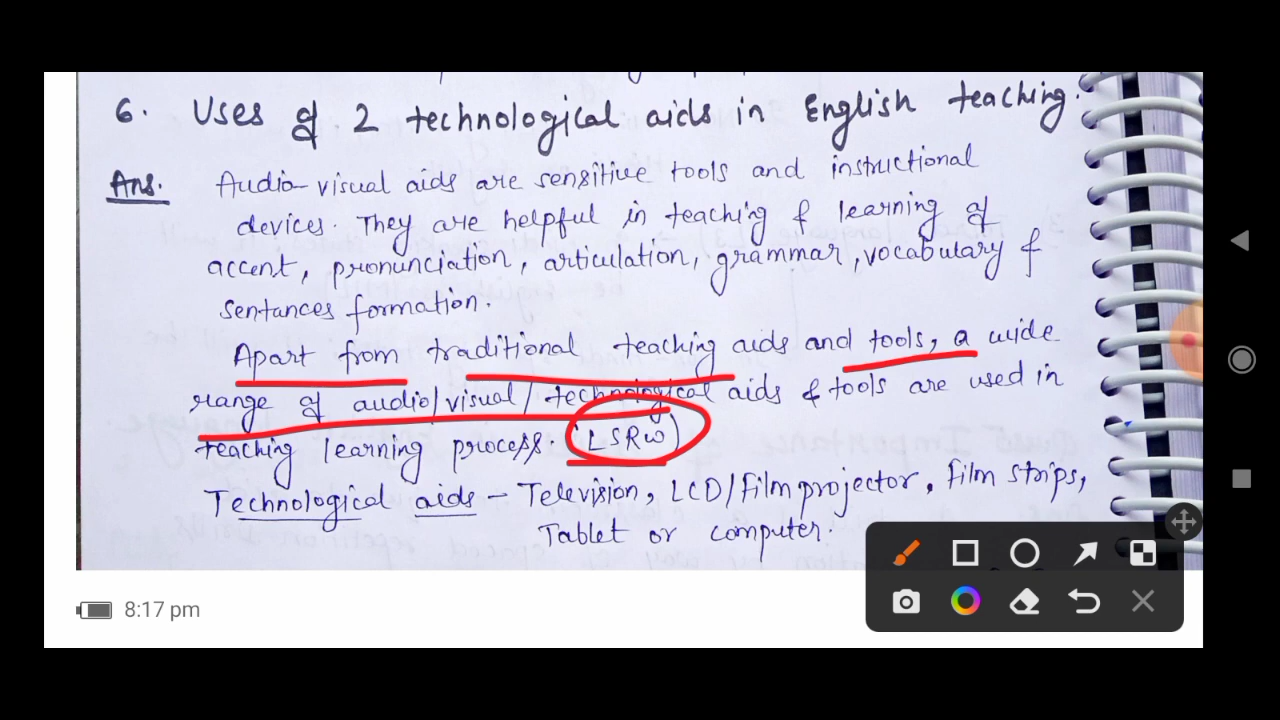 6. Uses of 2 technological aids in English teaching.
Ans. Audio-visual aids are sensitive tools and instructional
devices. They are helpful in teaching & learning of
accent, pronunciation, articulation, grammar, vocabulary &
sentances formation.
Apart from traditional teaching aids and tools, a wide
range of audio/visual/technological aids & tools are used in
teaching learning process. (LSRW)
Technological aids - Television, LCD/film projector, film strips,
Tablet or computer.
8:17 pm